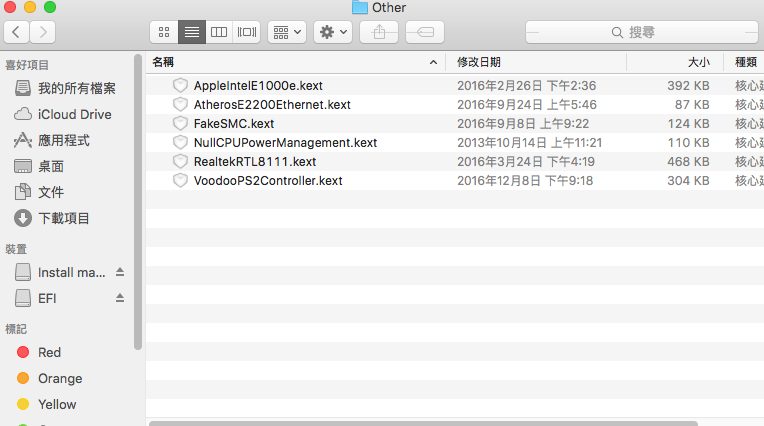 Other
搜尋
喜好項目
我的所有檔案
iCloud Drive
應用程式
桌面
文件
下載項目
裝置
Install ma...
EFI
標記
Red
Orange
Yellow
名稱 修改日期 大小 種類
AppleIntelE1000e.kext 2016年2月26日 下午2:36 392 KB 核心
AtherosE2200Ethernet.kext 2016年9月24日 上午5:46 87 KB 核心
FakeSMC.kext 2016年9月8日 上午9:22 124 KB 核心
NullCPUPowerManagement.kext 2013年10月14日 上午11:21 110 KB 核心
RealtekRTL8111.kext 2016年3月24日 下午4:19 468 KB 核心
VoodooPS2Controller.kext 2016年12月8日 下午9:18 304 KB 核心